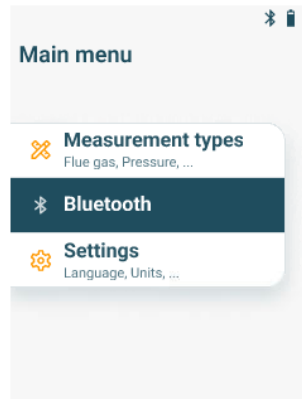 Main menu
Measurement types
Flue gas, Pressure, ...
Bluetooth
Settings
Language, Units, ...